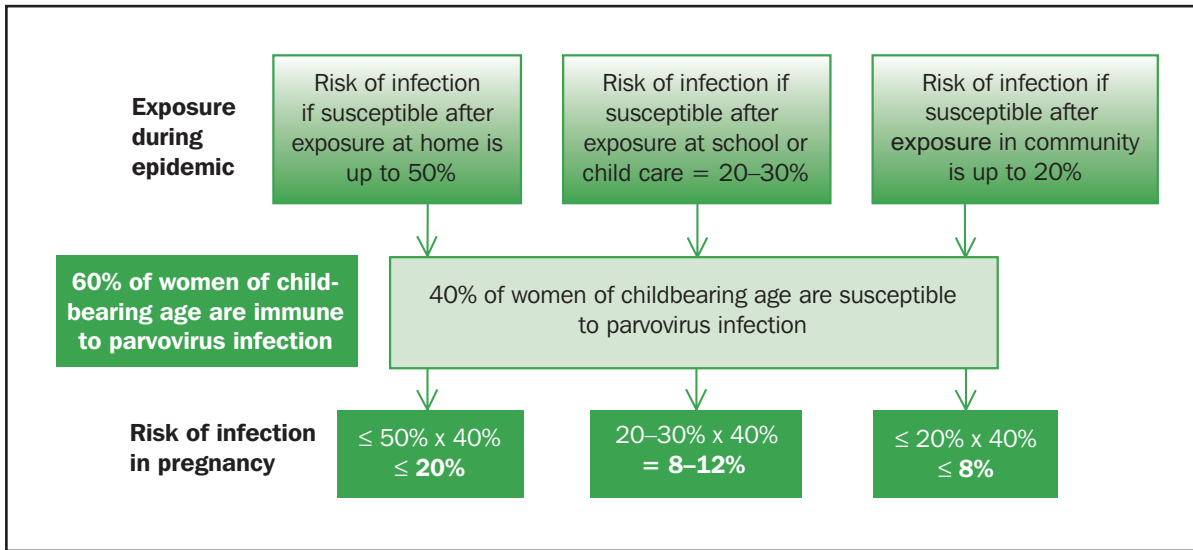 Exposure
during
epidemic
Risk of infection
if susceptible after
exposure at home is
up to 50%
Risk of infection if
susceptible after
exposure at school or
child care = 20–30%
Risk of infection if
susceptible after
exposure in community
is up to 20%
60% of women of child-
bearing age are immune
to parvovirus infection
40% of women of childbearing age are susceptible
to parvovirus infection
Risk of infection
in pregnancy
≤ 50% x 40%
≤ 20%
20–30% x 40%
= 8–12%
≤ 20% x 40%
≤ 8%